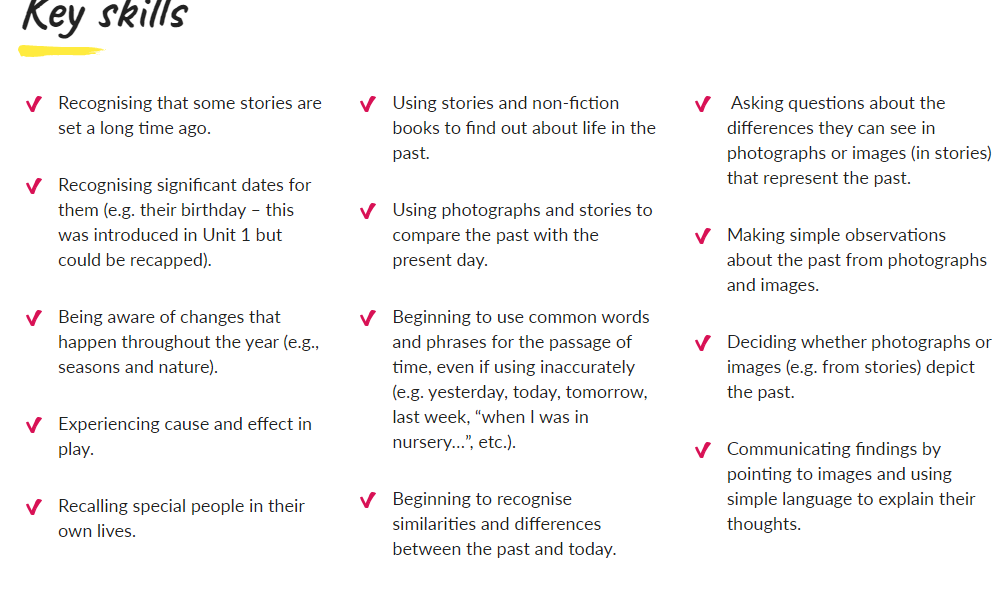 Key skills
Recognising that some stories are
set a long time ago.
Recognising significant dates for
them (e.g. their birthday – this
was introduced in Unit 1 but
could be recapped).
Being aware of changes that
happen throughout the year (e.g.,
seasons and nature).
Experiencing cause and effect in
play.
Recalling special people in their
own lives.
Using stories and non-fiction
books to find out about life in the
past.
Using photographs and stories to
compare the past with the
present day.
Beginning to use common words
and phrases for the passage of
time, even if using inaccurately
(e.g. yesterday, today, tomorrow,
last week, “when I was in
nursery…”, etc.).
Beginning to recognise
similarities and differences
between the past and today.
Asking questions about the
differences they can see in
photographs or images (in stories)
that represent the past.
Making simple observations
about the past from photographs
and images.
Deciding whether photographs or
images (e.g. from stories) depict
the past.
Communicating findings by
pointing to images and using
simple language to explain their
thoughts.